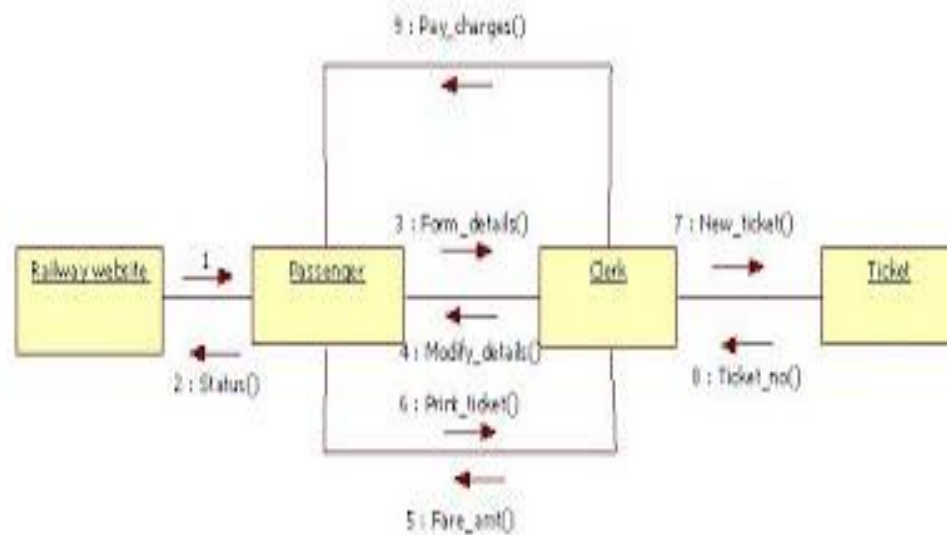 9 : Pay_charges()
3 : Form_details()
7 : New_ticket()
Railway website
1
Passenger
Clerk
Ticket
2 : Status()
4 : Modify_details()
8 : Ticket_no()
6 : Print_ticket()
5 : Fare_amt()